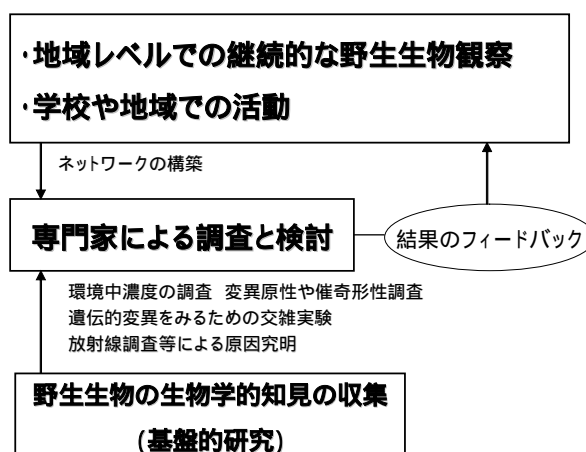 ・地域レベルでの継続的な野生生物観察
・学校や地域での活動
ネットワークの構築
専門家による調査と検討
結果のフィードバック
環境中濃度の調査 変異原性や催奇形性調査
遺伝的変異をみるための交雑実験
放射線調査等による原因究明
野生生物の生物学的知見の収集
(基盤的研究)